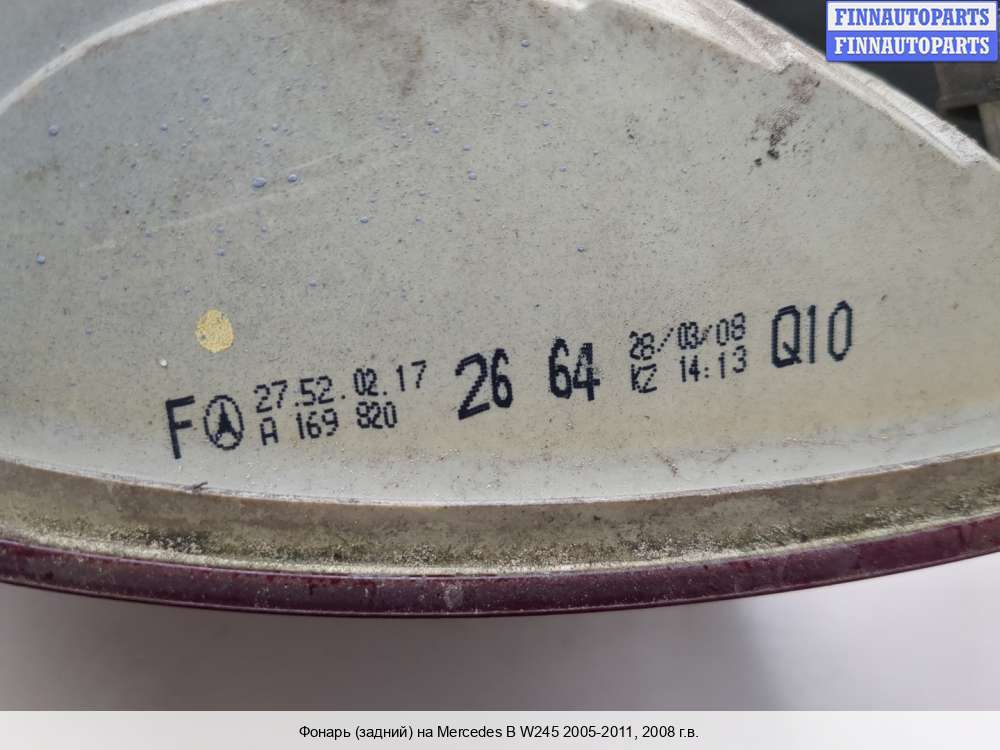 FINNAUTOPARTS
FINNAUTOPARTS
F 27.52.02.17 26 64 28/03/08 Q10
A 169 820 KZ 14:13
Фонарь (задний) на Mercedes B W245 2005-2011, 2008 г.в.